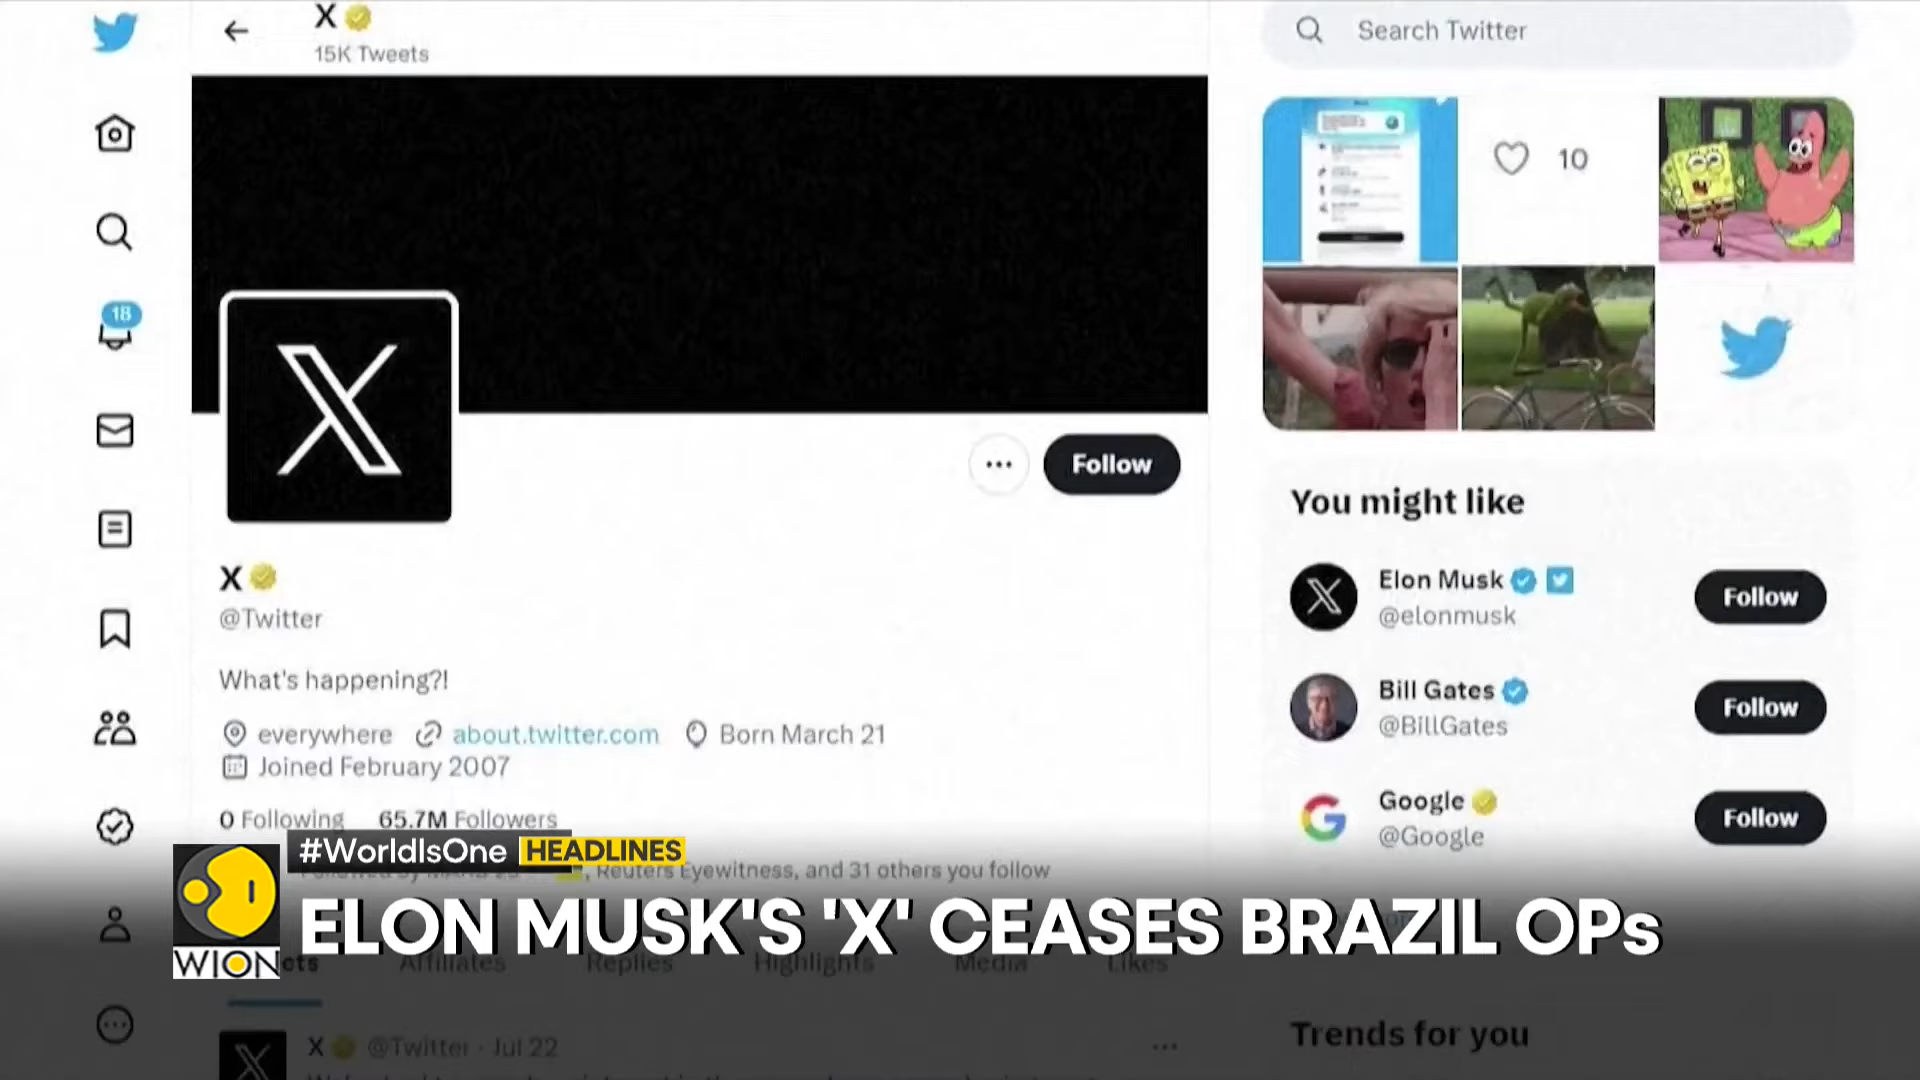 X
15K Tweets
Search Twitter
10
18
Follow
You might like
X
@Twitter
Elon Musk
@elonmusk
Follow
What's happening?!
Bill Gates
@BillGates
Follow
everywhere about.twitter.com Born March 21
Joined February 2007
Google
@Google
Follow
0 Following 65.7M Followers
#WorldIsOne HEADLINES
, Reuters Eyewitness, and 31 others you follow
ELON MUSK'S 'X' CEASES BRAZIL OPs
WION
Affiliates Replies Highlights Media Likes
X @Twitter · Jul 22
Trends for you